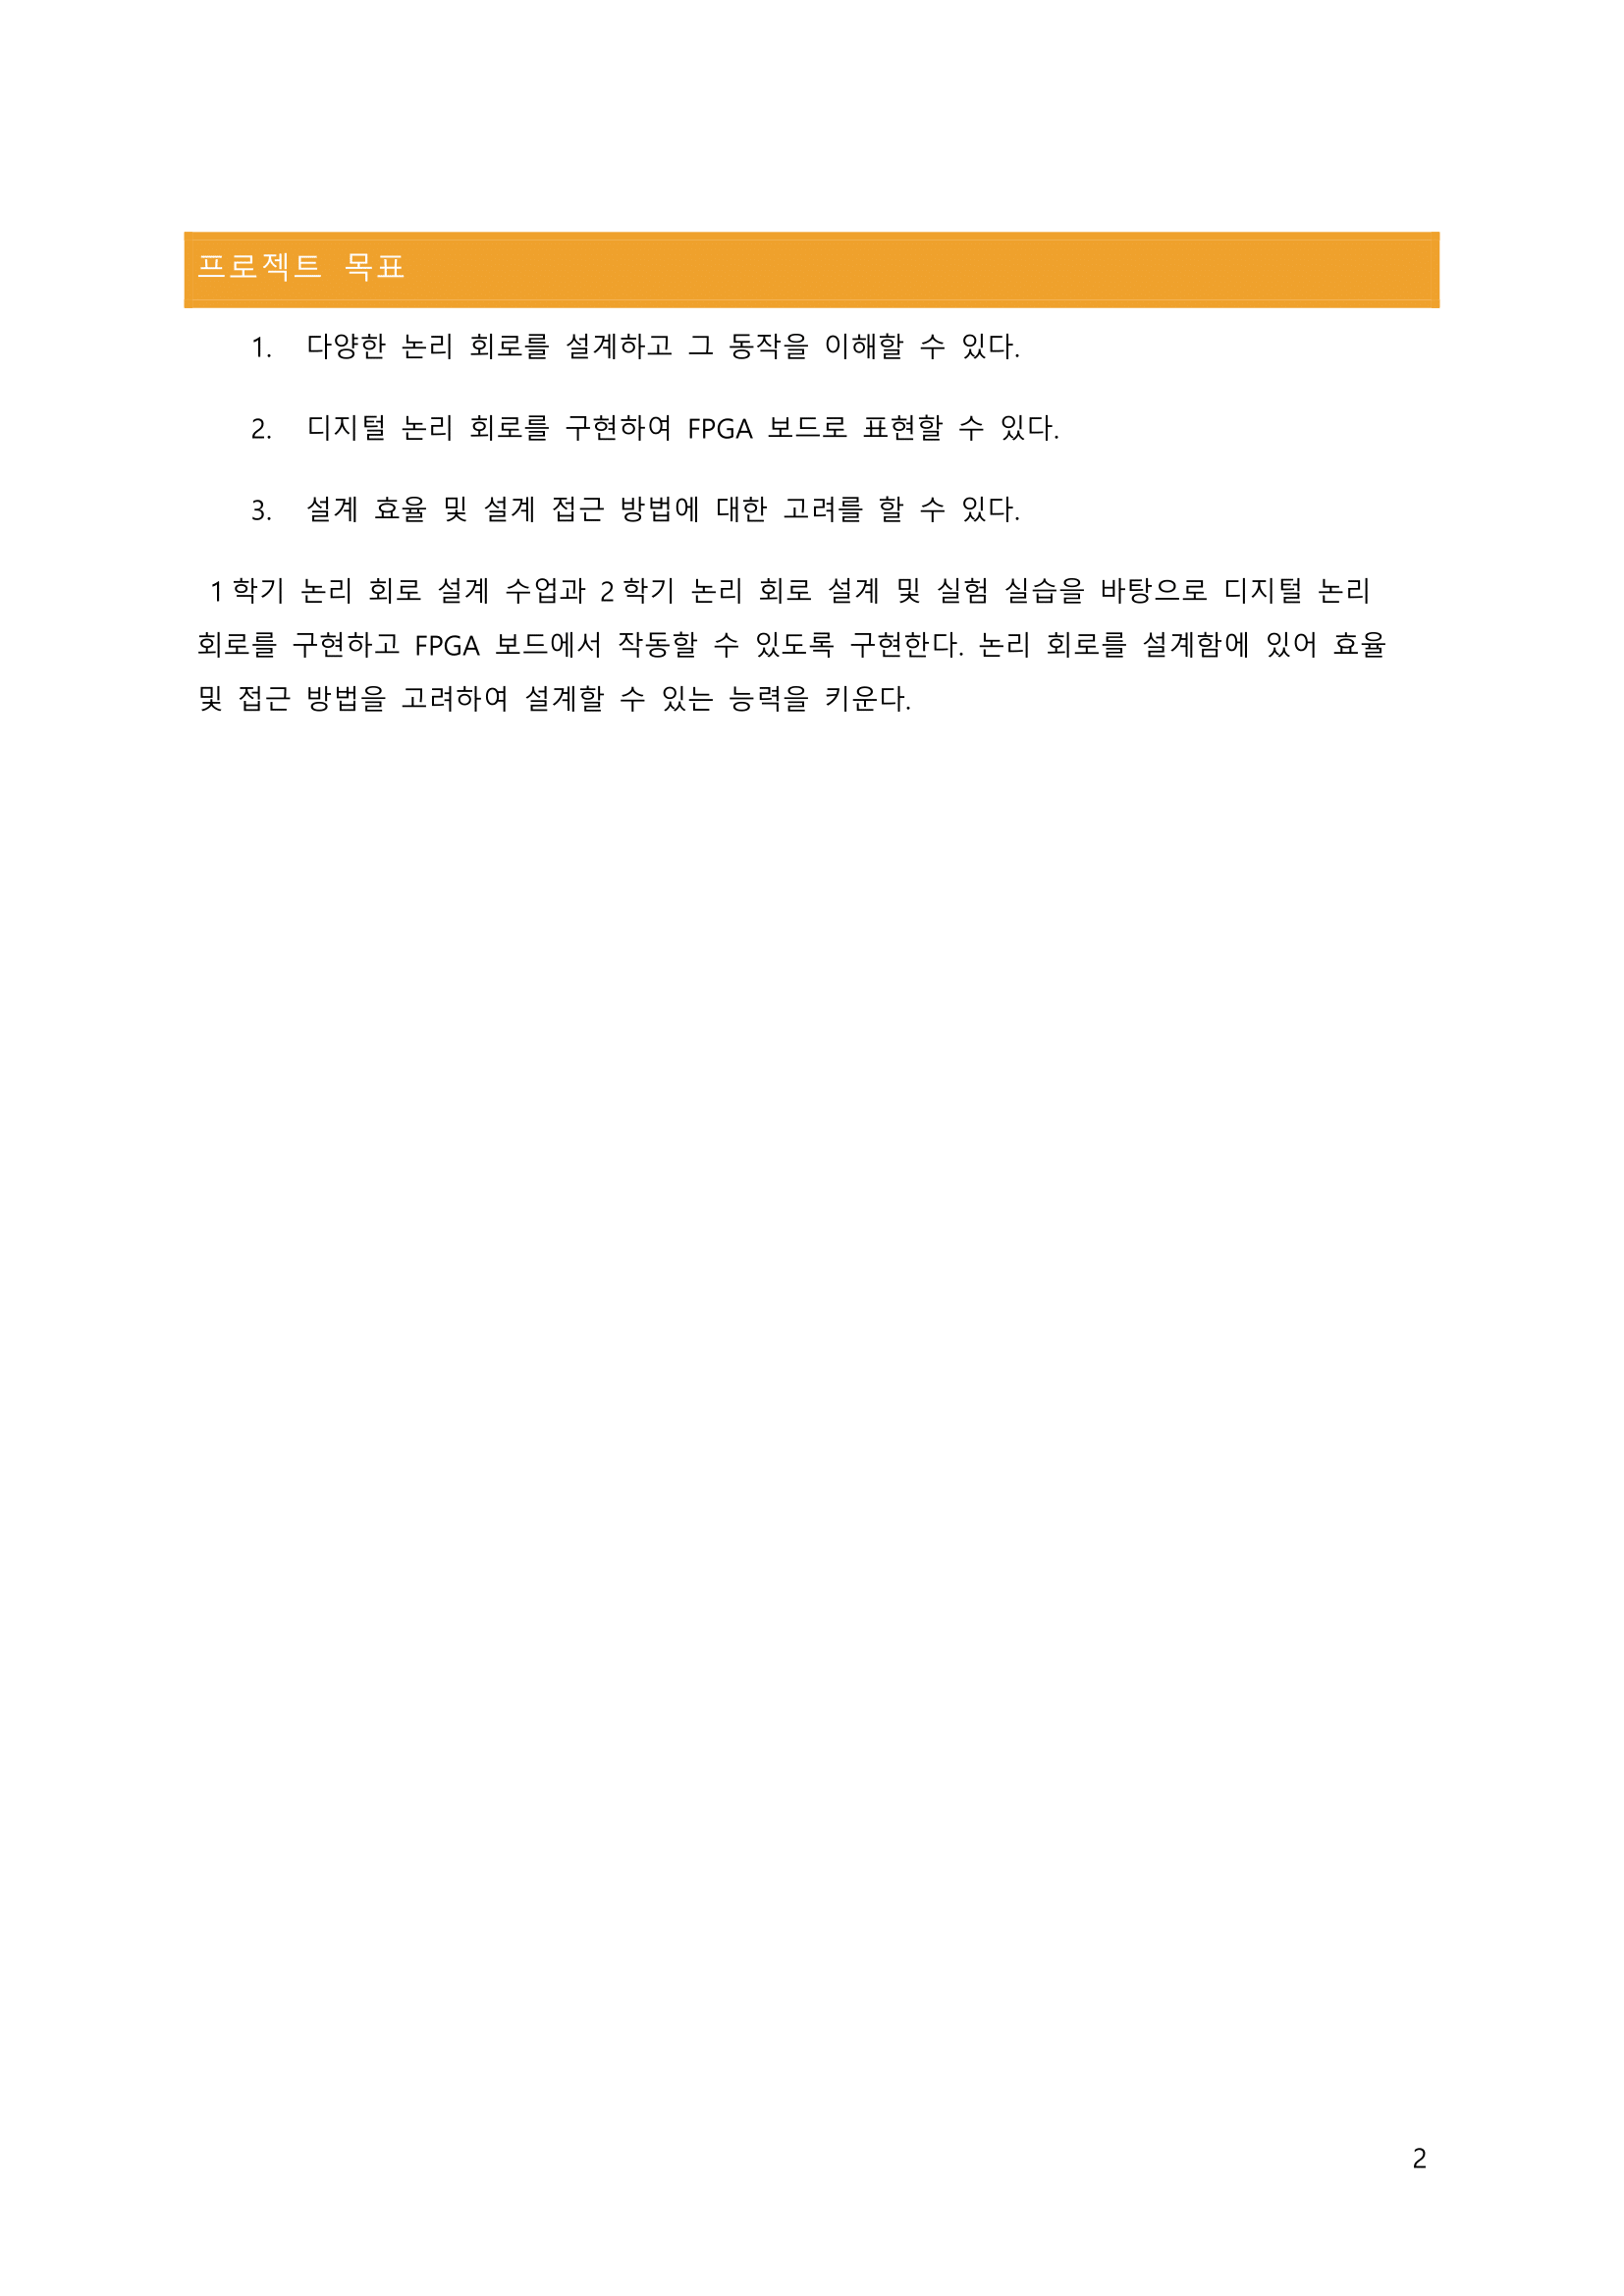 프로젝트 목표
1. 다양한 논리 회로를 설계하고 그 동작을 이해할 수 있다.
2. 디지털 논리 회로를 구현하여 FPGA 보드로 표현할 수 있다.
3. 설계 효율 및 설계 접근 방법에 대한 고려를 할 수 있다.
1 학기 논리 회로 설계 수업과 2 학기 논리 회로 설계 및 실험 실습을 바탕으로 디지털 논리
회로를 구현하고 FPGA 보드에서 작동할 수 있도록 구현한다. 논리 회로를 설계함에 있어 효율
및 접근 방법을 고려하여 설계할 수 있는 능력을 키운다.
2